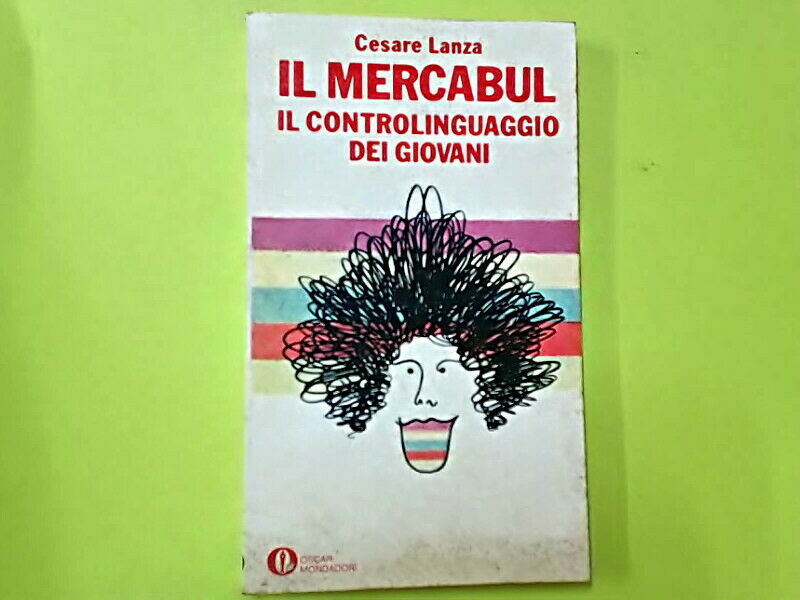 Cesare Lanza
IL MERCABUL
IL CONTROLINGUAGGIO
DEI GIOVANI
OSCAR
MONDADORI